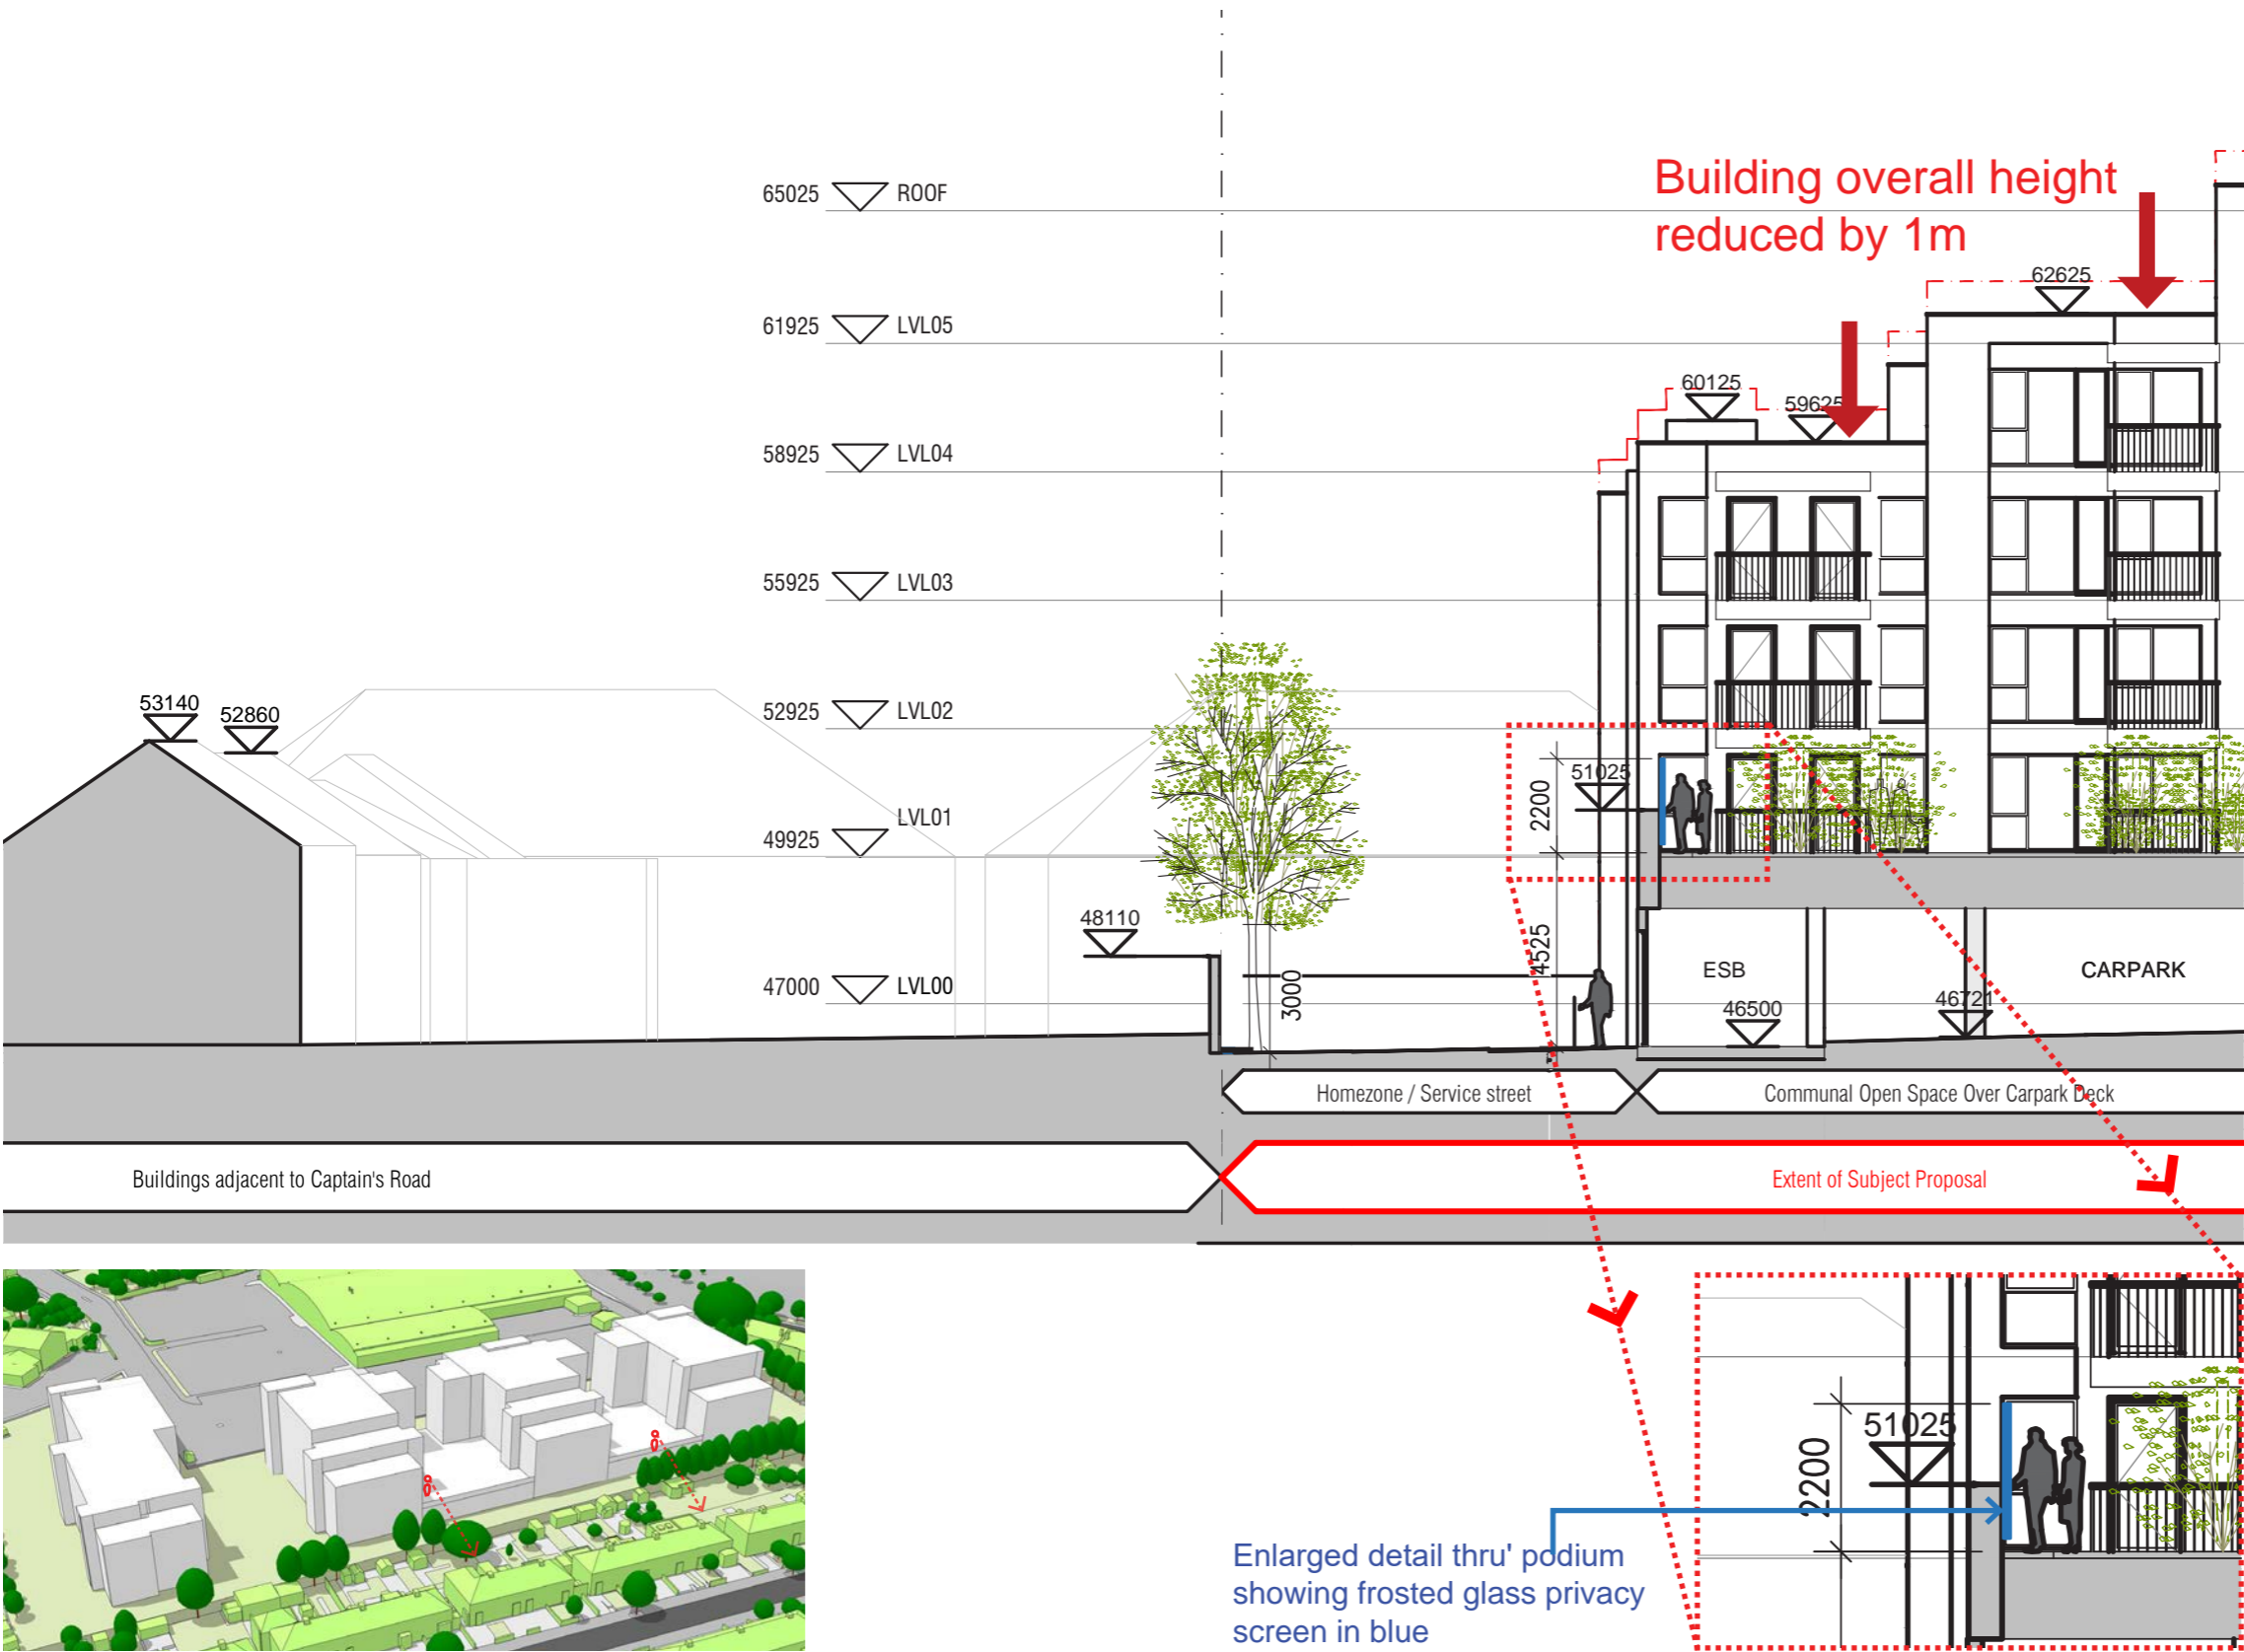 65025 ROOF
Building overall height
reduced by 1m
62625
61925 LVL05
60125
59625
58925 LVL04
55925 LVL03
53140
52860
52925 LVL02
51025
2200
49925 LVL01
48110
4525
3000
47000 LVL00
ESB
CARPARK
46500
46721
Homezone / Service street
Communal Open Space Over Carpark Deck
Buildings adjacent to Captain's Road
Extent of Subject Proposal
51025
2200
Enlarged detail thru' podium
showing frosted glass privacy
screen in blue